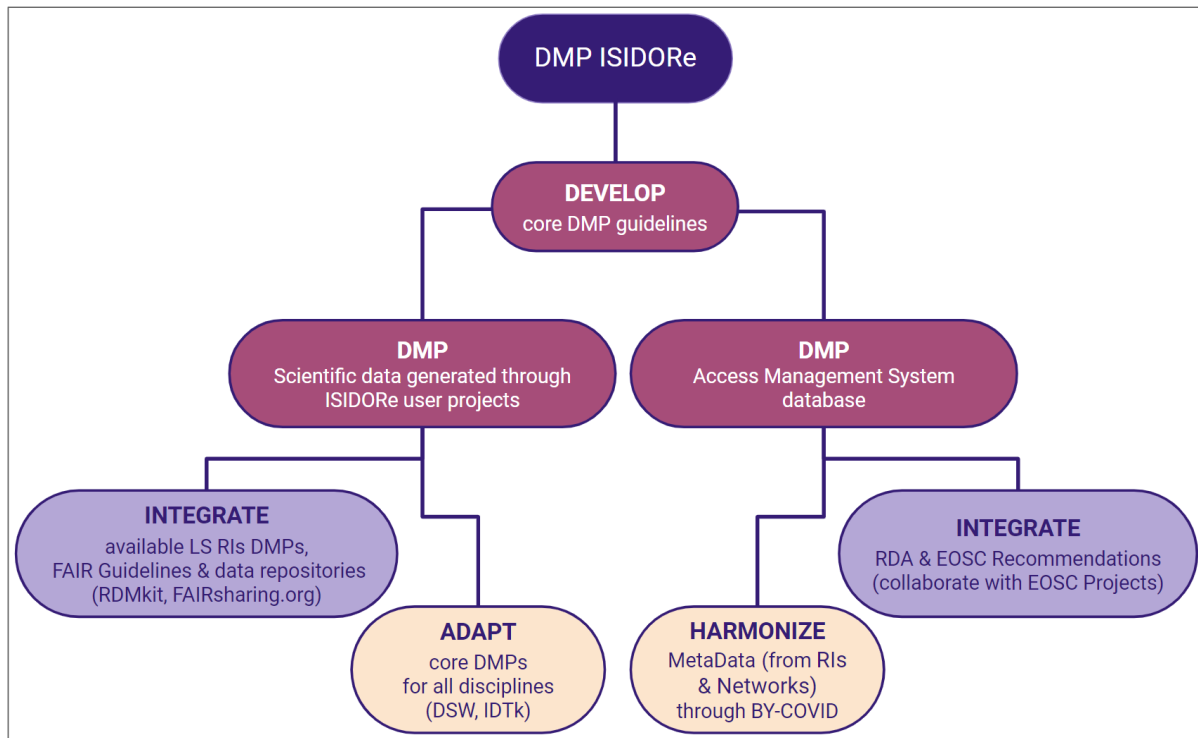 DMP ISIDORe
DEVELOP
core DMP guidelines
DMP
Scientific data generated through
ISIDORe user projects
DMP
Access Management System
database
INTEGRATE
available LS RIs DMPs,
FAIR Guidelines & data repositories
(RDMkit, FAIRsharing.org)
ADAPT
core DMPs
for all disciplines
(DSW, IDTk)
HARMONIZE
MetaData (from RIs
& Networks)
through BY-COVID
INTEGRATE
RDA & EOSC Recommendations
(collaborate with EOSC Projects)